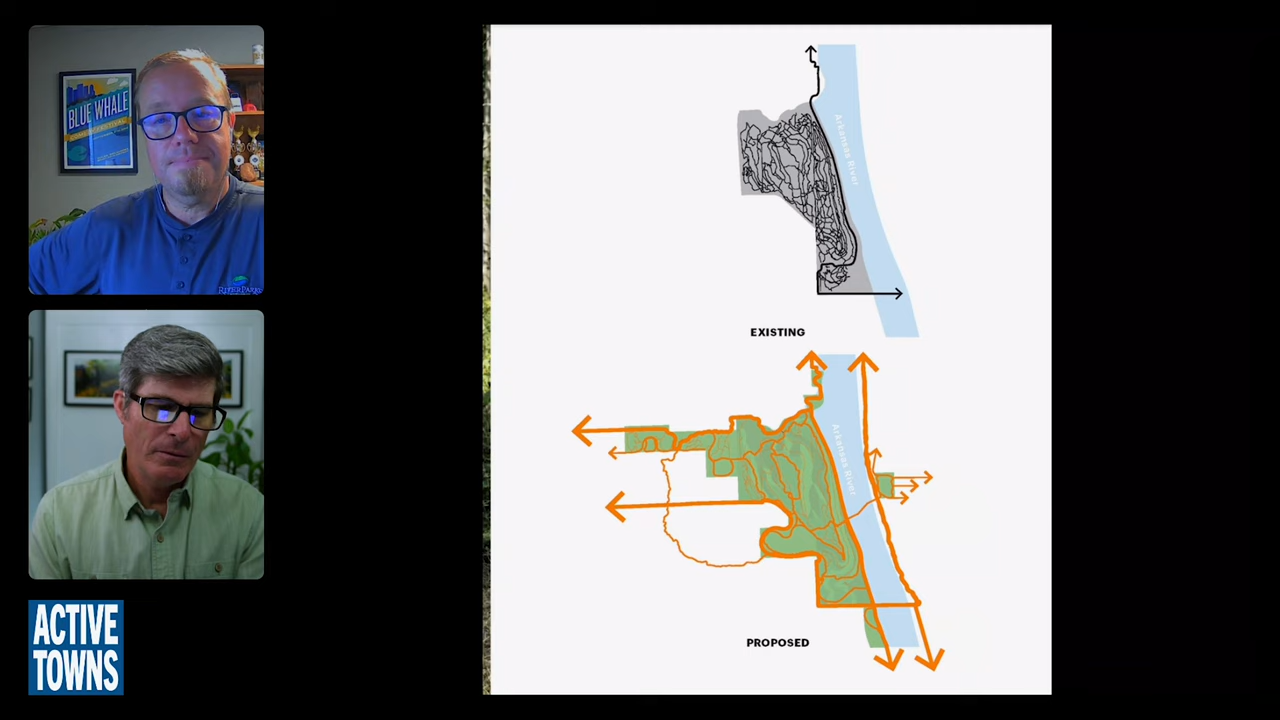 BLUE WHALE
RIVERPARKS
ACTIVE
TOWNS
Arkansas River
EXISTING
Arkansas River
PROPOSED